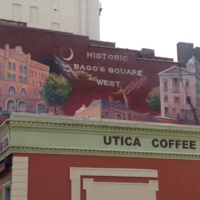 HISTORIC
BAGG'S SQUARE
WEST
UTICA COFFEE